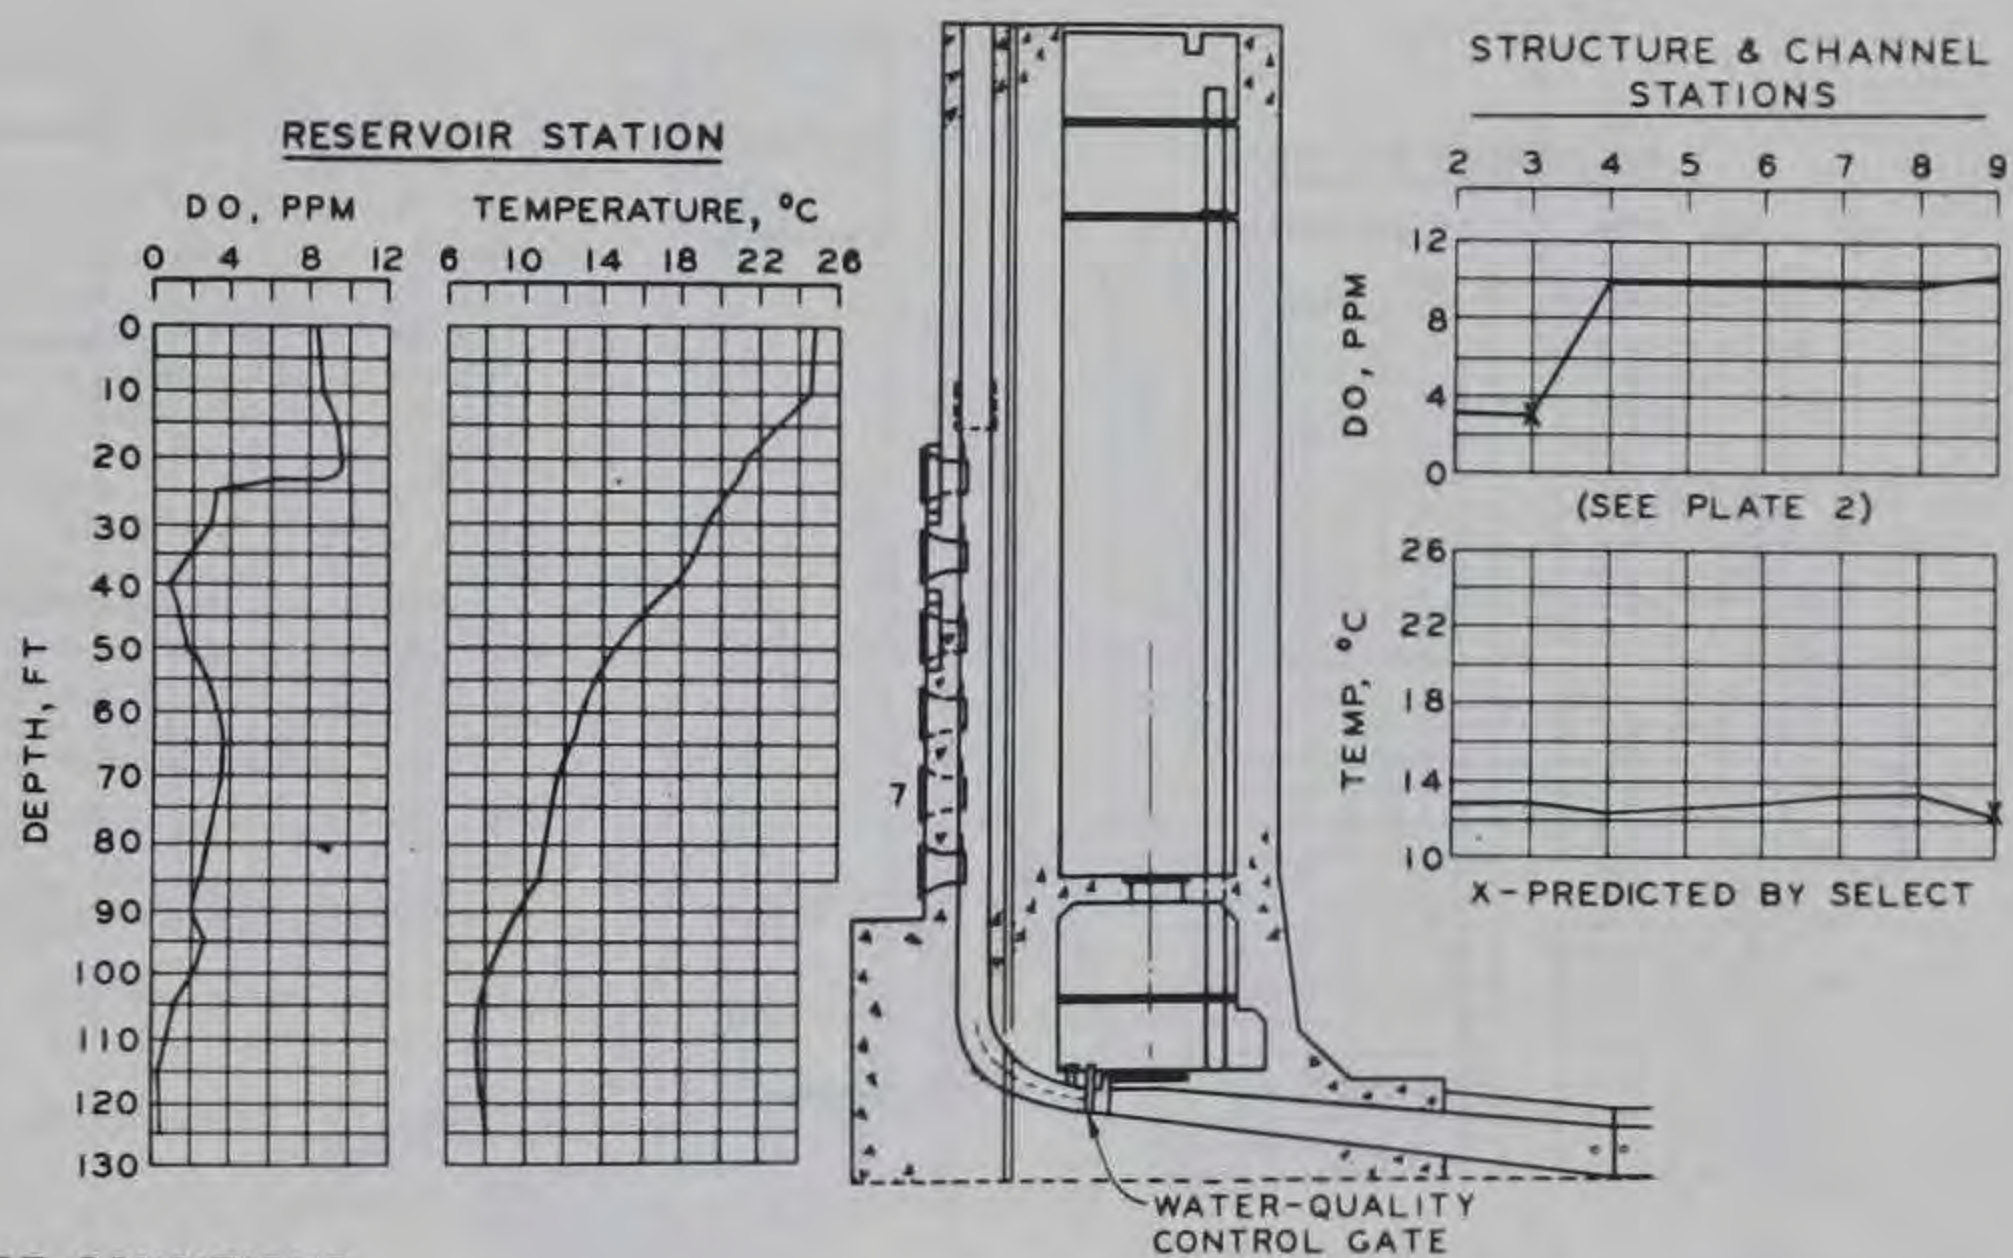 RESERVOIR STATION
DO, PPM
0 4 8 12
TEMPERATURE, °C
6 10 14 18 22 26
DEPTH, FT
0
10
20
30
40
50
60
70
80
90
100
110
120
130
7
WATER-QUALITY
CONTROL GATE
STRUCTURE & CHANNEL
STATIONS
2 3 4 5 6 7 8 9
DO, PPM
12
8
4
0
(SEE PLATE 2)
TEMP, °C
26
22
18
14
10
X-PREDICTED BY SELECT